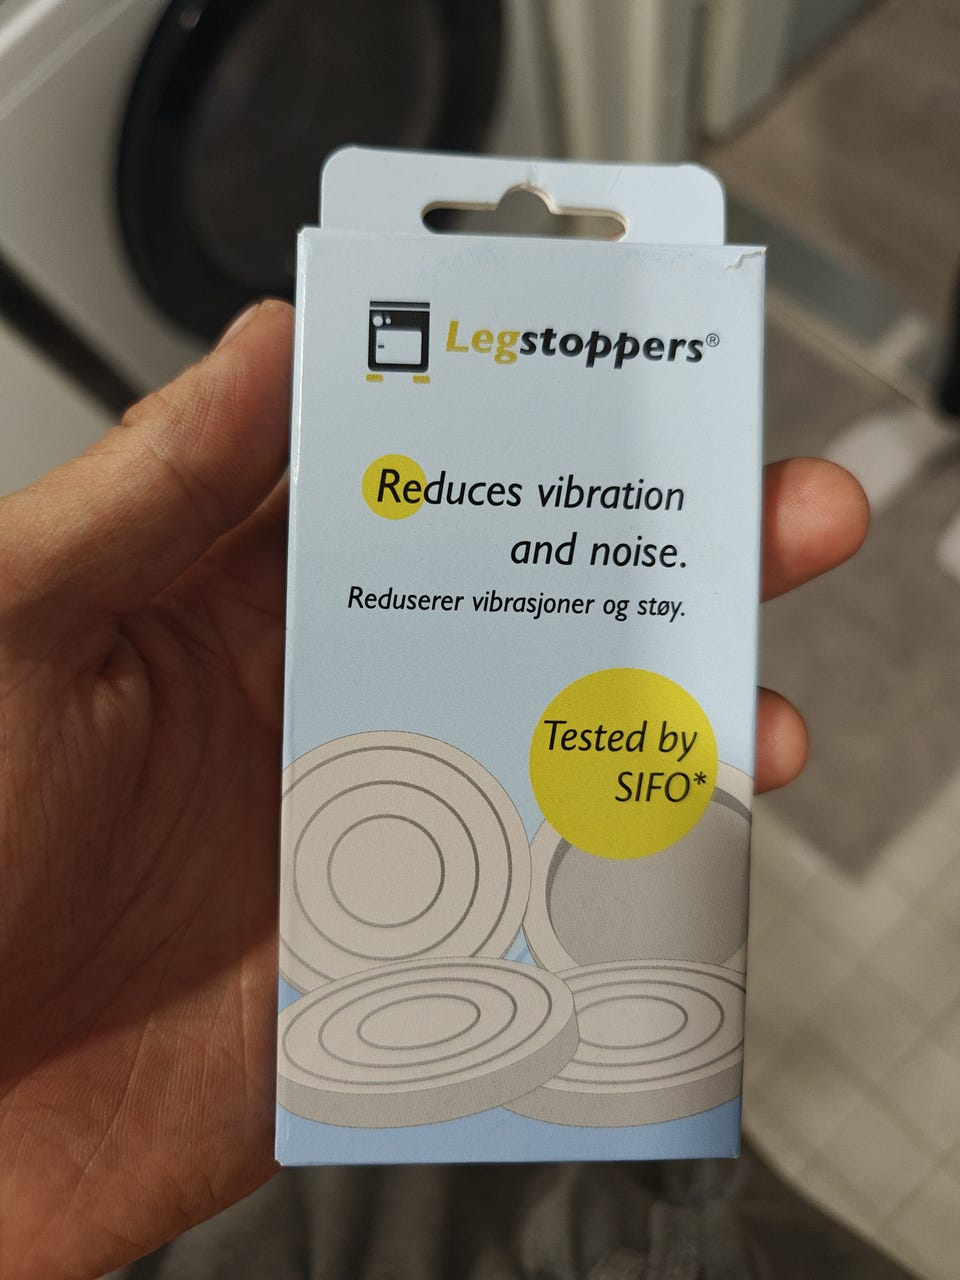 Legstoppers®
Reduces vibration
and noise.
Reduserer vibrasjoner og støy.
Tested by
SIFO*